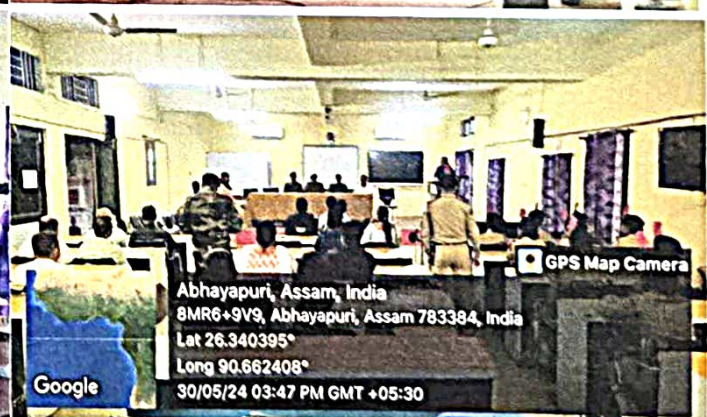 GPS Map Camera
Abhayapuri, Assam, India
8MR6+9V9, Abhayapuri, Assam 783384, India
Lat 26.340395°
Long 90.662408°
30/05/24 03:47 PM GMT +05:30
Google